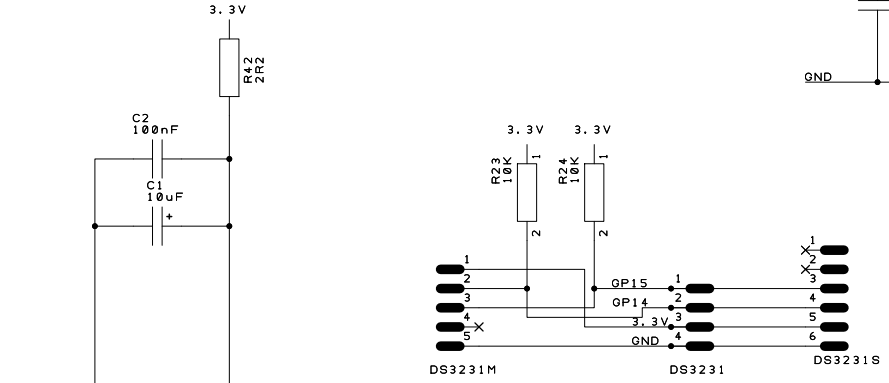 3.3V
R42
2R2
C2
100nF
C1
10uF
+
GND
3.3V
3.3V
R23
10K
1
2
R24
10K
1
2
1
2
3
4
5
DS3231M
GP15
GP14
3.3V
GND
1
2
3
4
DS3231
1
2
3
4
5
6
DS3231S